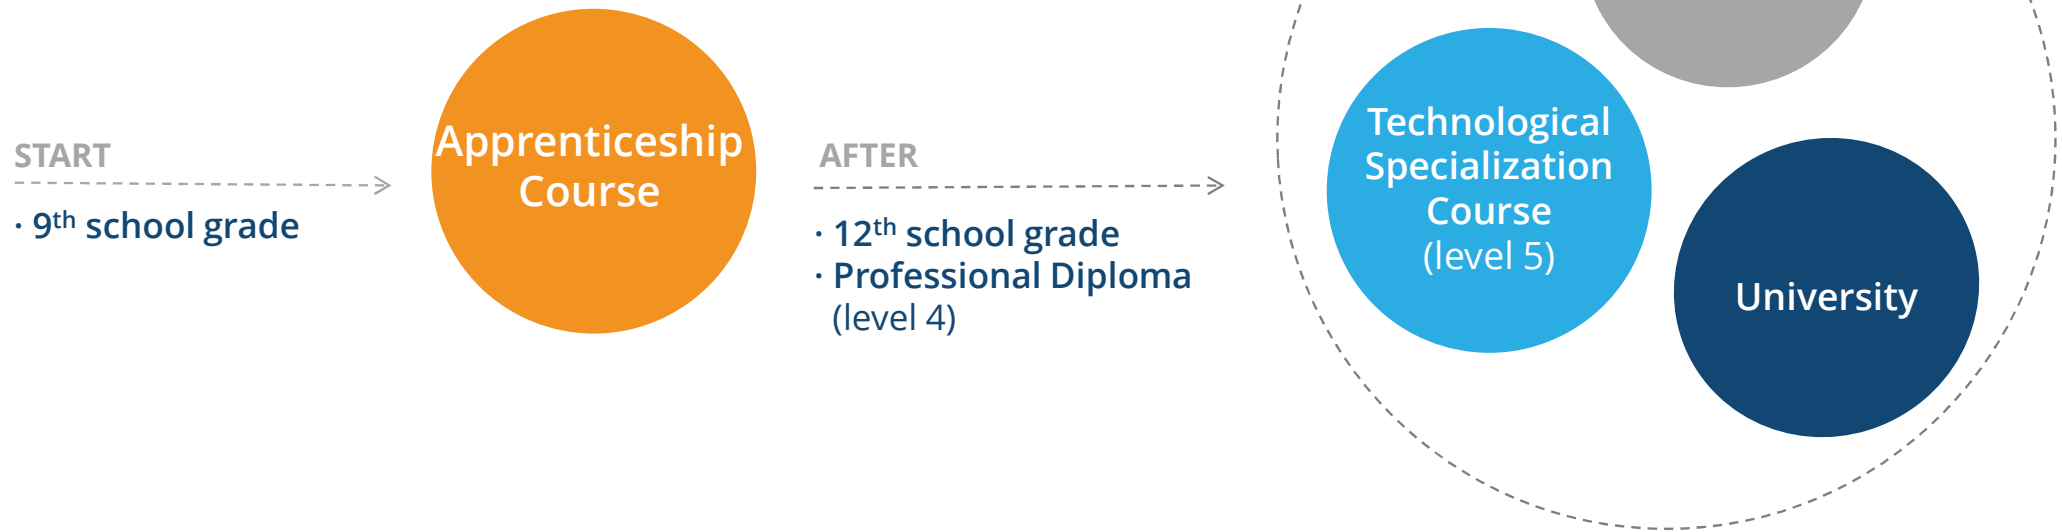 START
· 9th school grade
Apprenticeship
Course
AFTER
· 12th school grade
· Professional Diploma
(level 4)
Technological
Specialization
Course
(level 5)
University